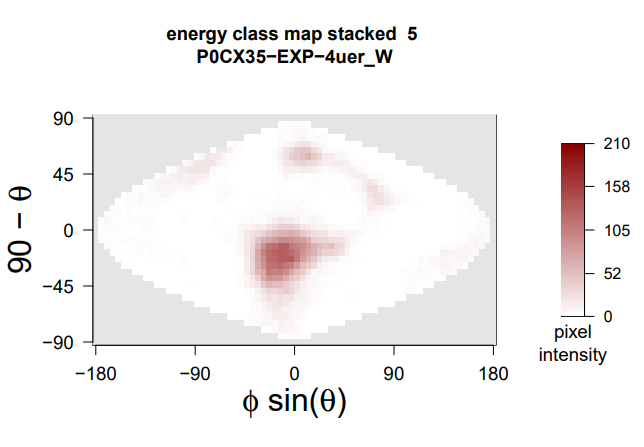 energy class map stacked  5
P0CX35−EXP−4uer_W
90
45
0
−45
−90
90 − θ
−180
−90
0
90
180
ϕ sin(θ)
210
158
105
52
0
pixel
intensity